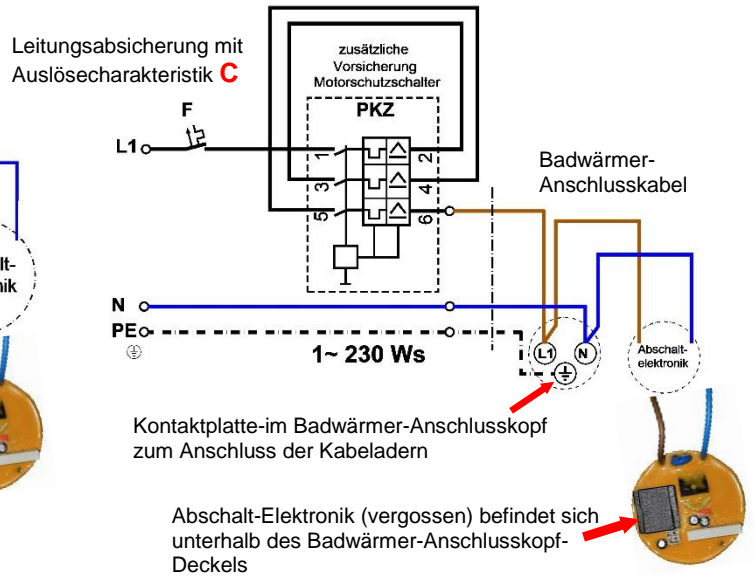 Leitungsabsicherung mit
Auslösecharakteristik C
zusätzliche
Vorsicherung
Motorschutzschalter
PKZ
F
L1
1
2
3
4
5
6
Badwärmer-
Anschlusskabel
lt-
nik
N
PE
1~ 230 Ws
L1
N
Abschalt-
elektronik
Kontaktplatte-im Badwärmer-Anschlusskopf
zum Anschluss der Kabeladern
Abschalt-Elektronik (vergossen) befindet sich
unterhalb des Badwärmer-Anschlusskopf-
Deckels